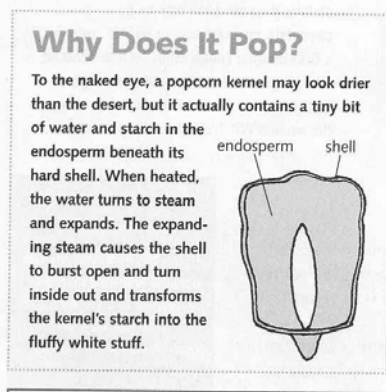 Why Does It Pop?
To the naked eye, a popcorn kernel may look drier
than the desert, but it actually contains a tiny bit
of water and starch in the
endosperm beneath its
hard shell. When heated,
the water turns to steam
and expands. The expand-
ing steam causes the shell
to burst open and turn
inside out and transforms
the kernel's starch into the
fluffy white stuff.
endosperm shell